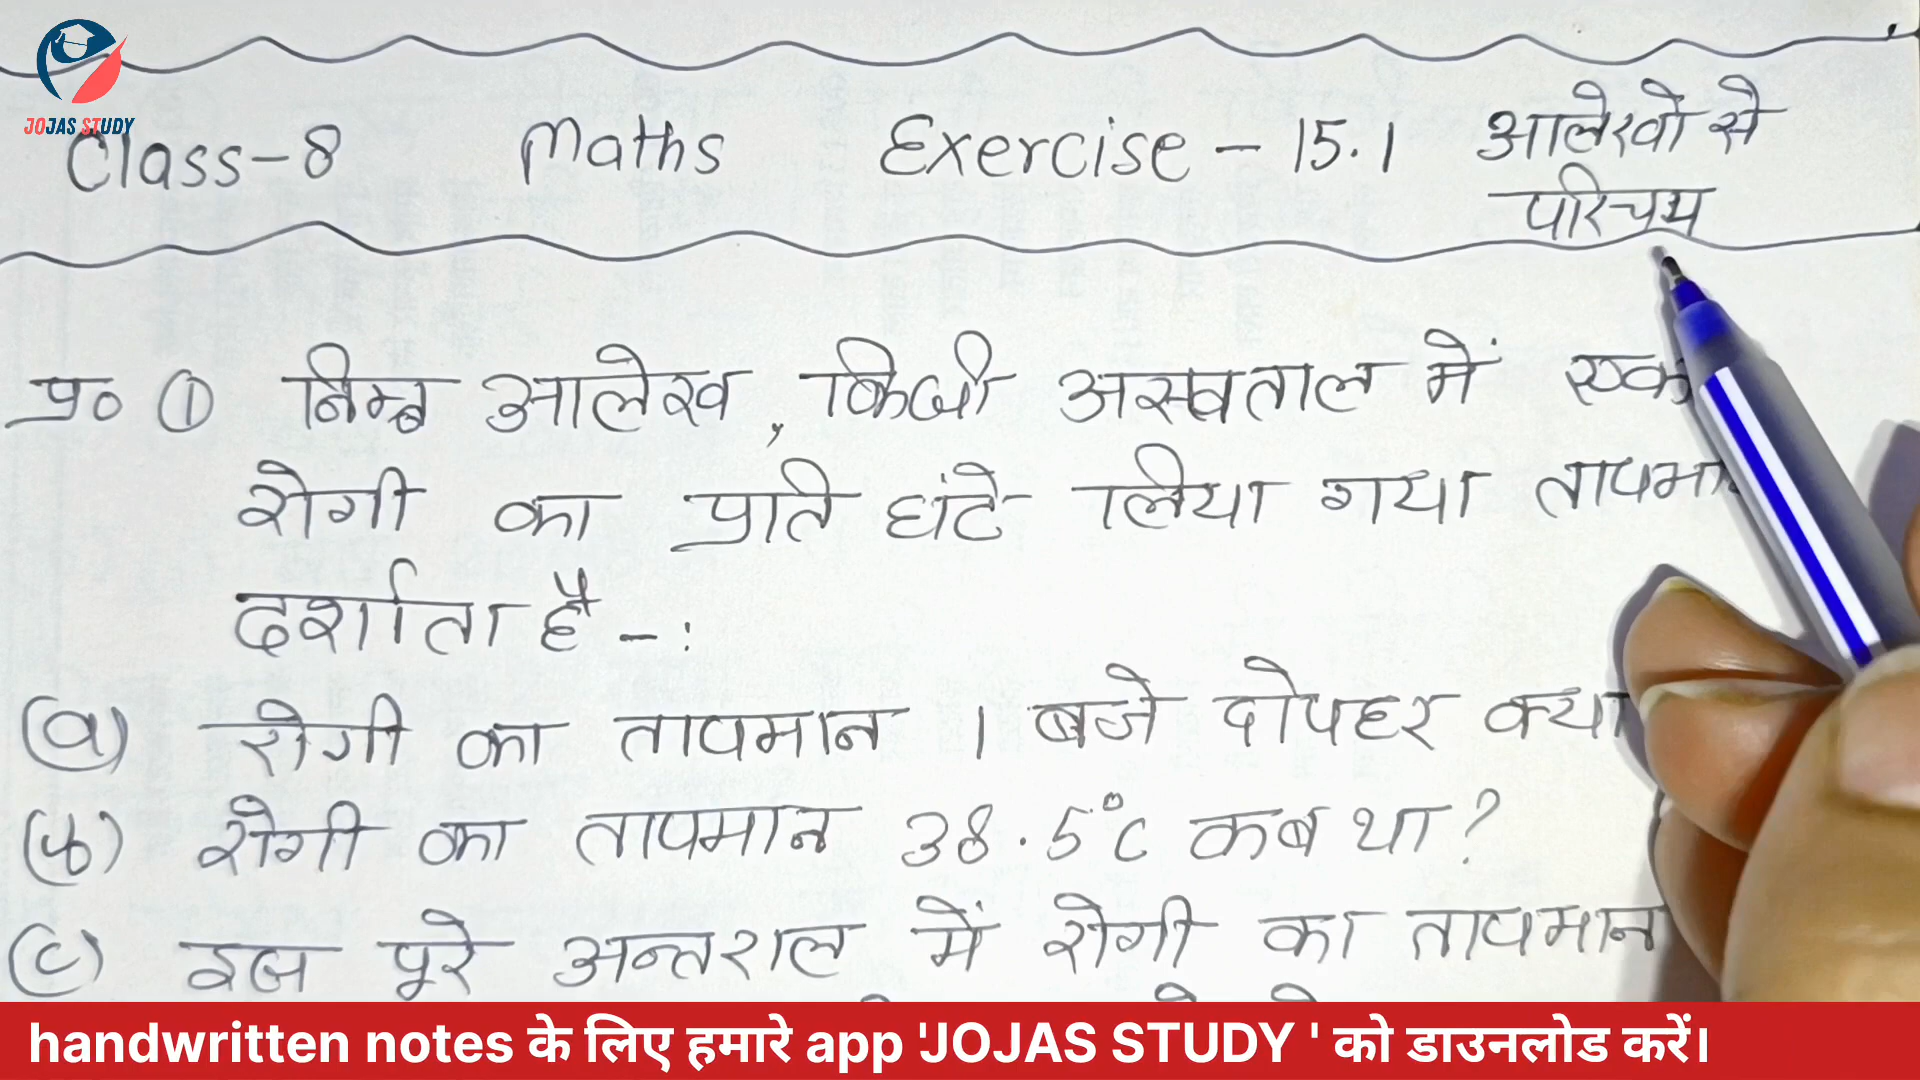 JOJAS STUDY
Class-8 Maths Exercise - 15.1 आलेखों से
परिचय
प्र० ① निम्न आलेख, किसी अस्पताल में एक
रोगी का प्रति घंटे लिया गया
दर्शाता है -:
(a) रोगी का तापमान 1 बजे दोपहर क्या
(b) रोगी का तापमान 38.5°C कब था?
(c) इस पूरे अन्तराल में रोगी का तापमान
handwritten notes के लिए हमारे app 'JOJAS STUDY ' को डाउनलोड करें।